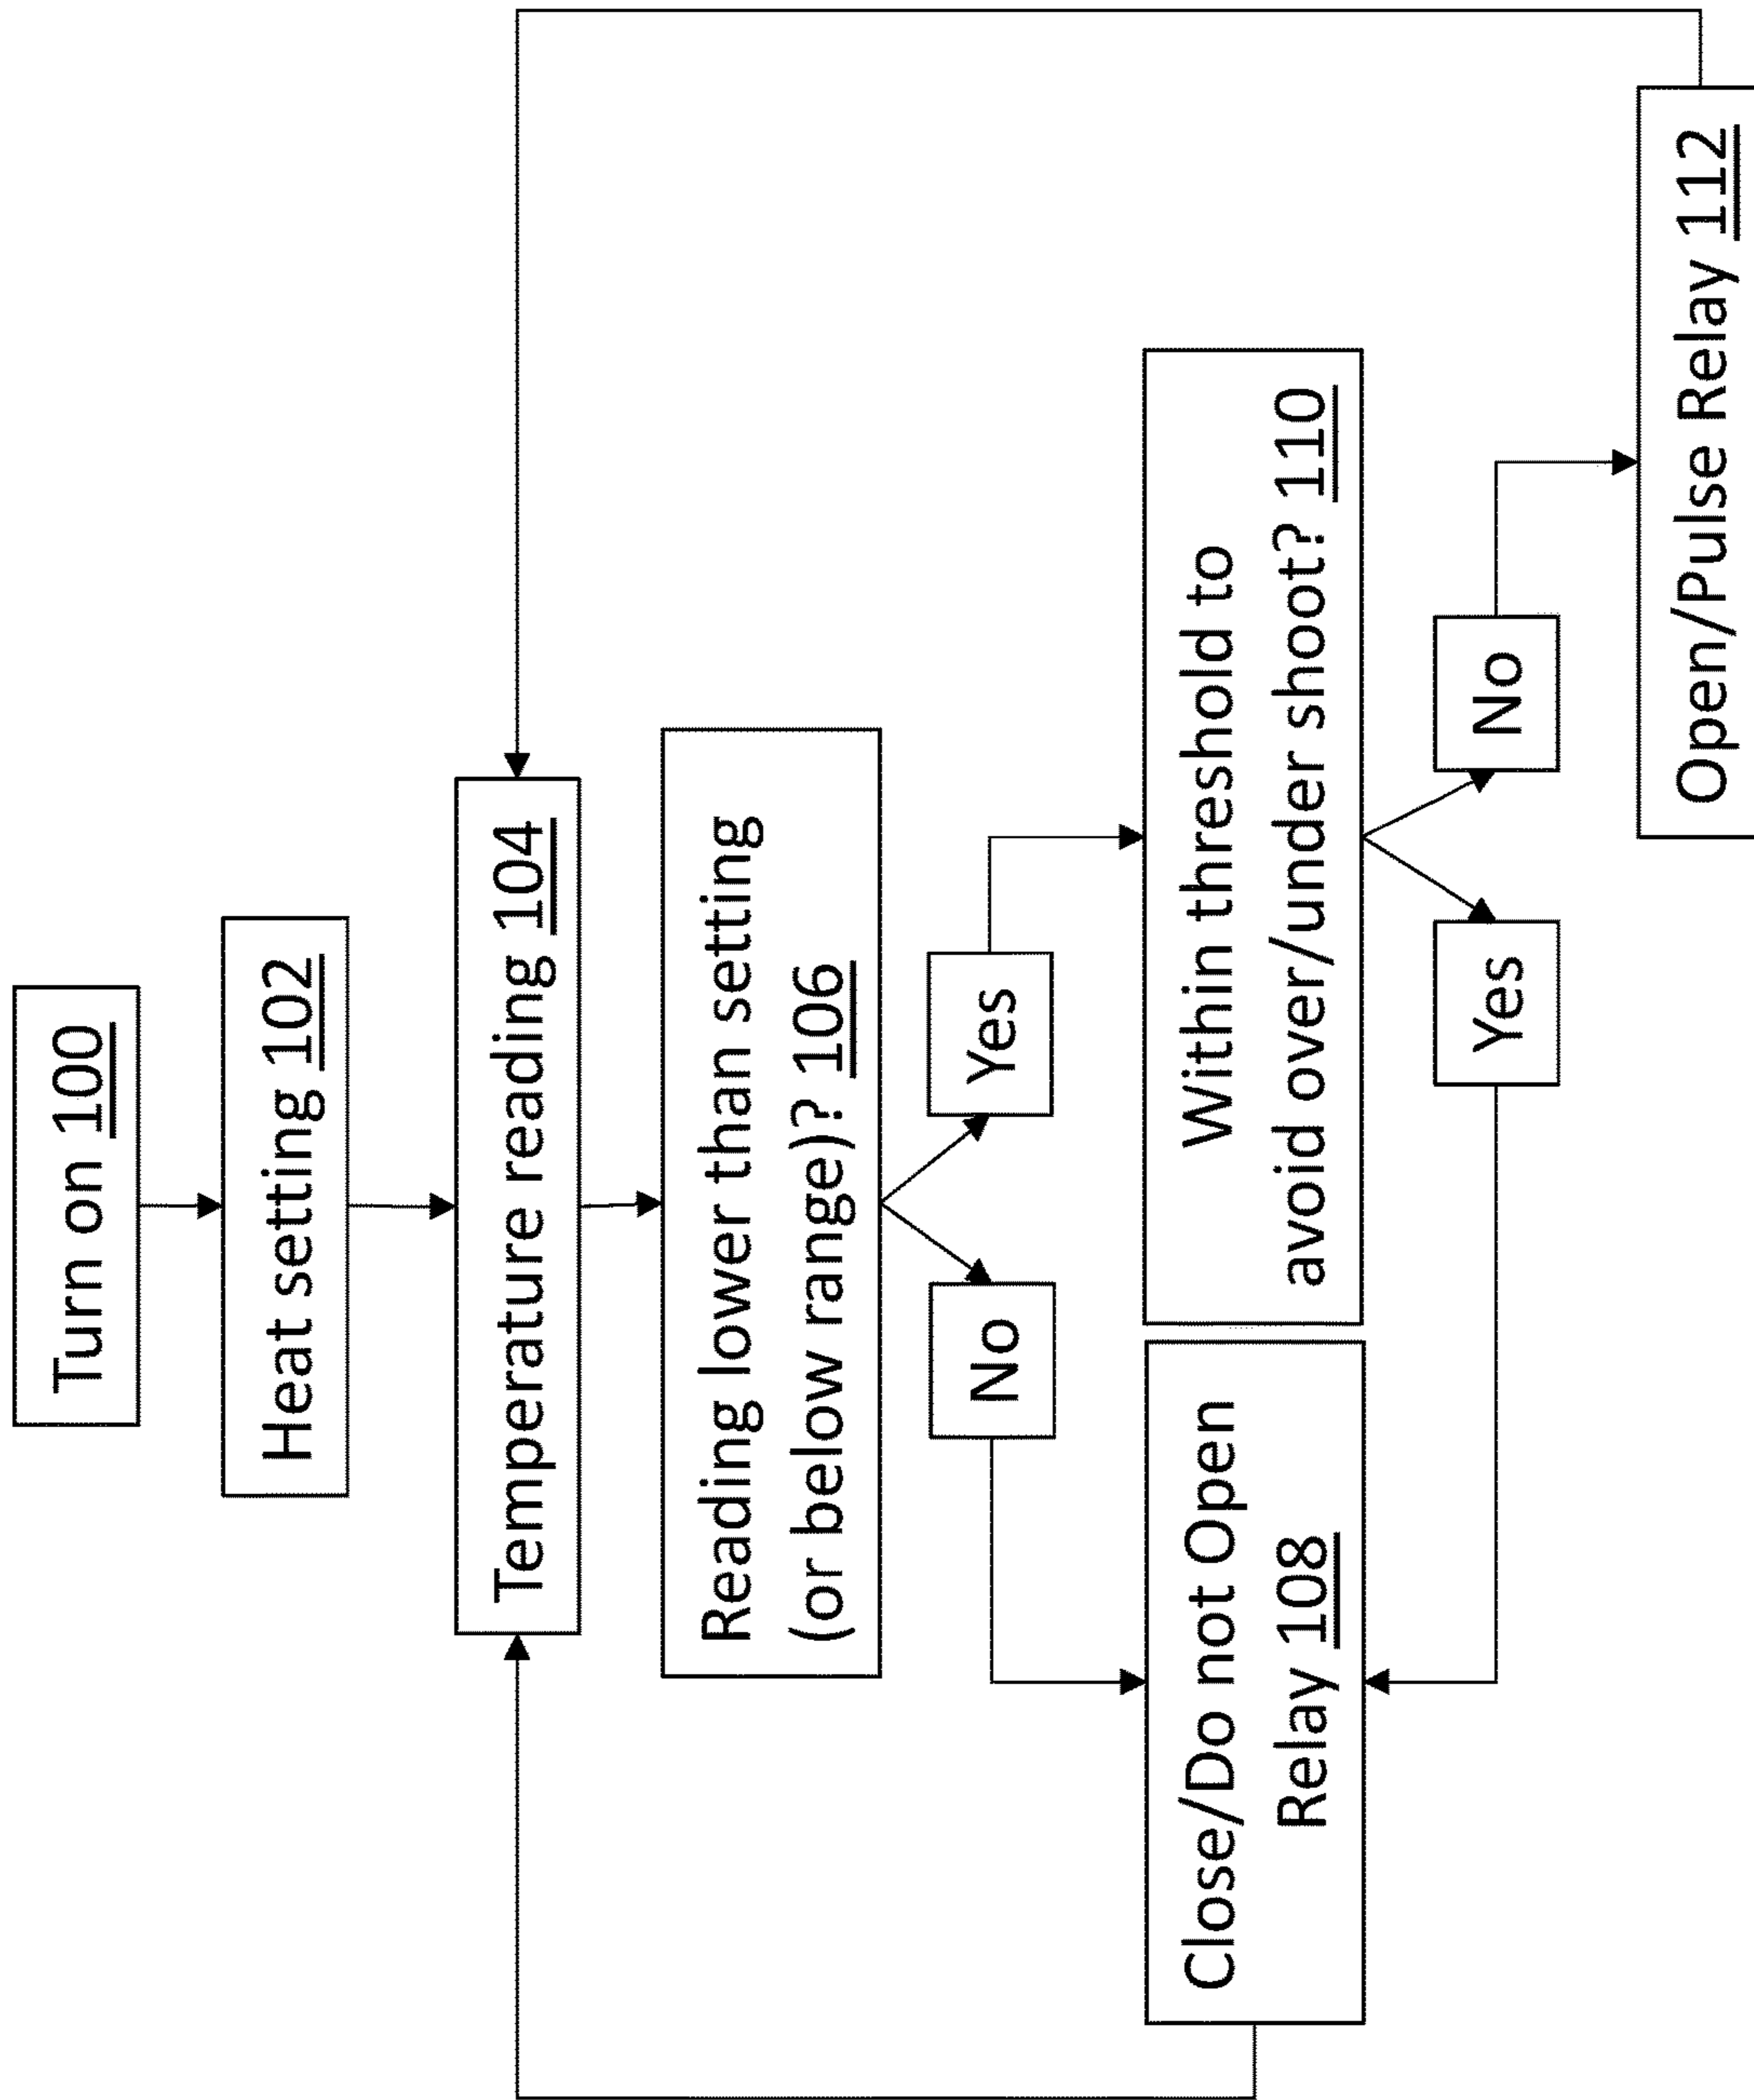 Turn on 100
Heat setting 102
Temperature reading 104
Reading lower than setting
(or below range)? 106
No
Yes
Close/Do not Open
Relay 108
Within threshold to
avoid over/under shoot? 110
Yes
No
Open/Pulse Relay 112